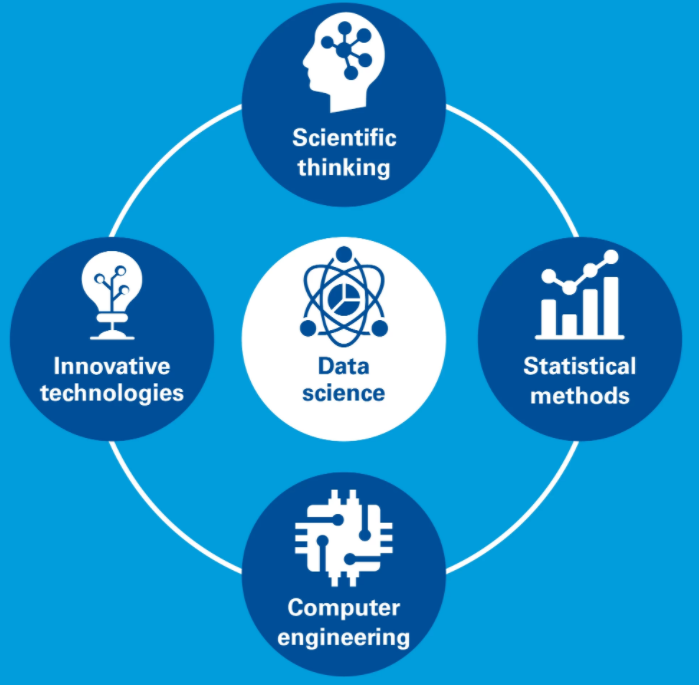 Scientific
thinking
Innovative
technologies
Data
science
Statistical
methods
Computer
engineering